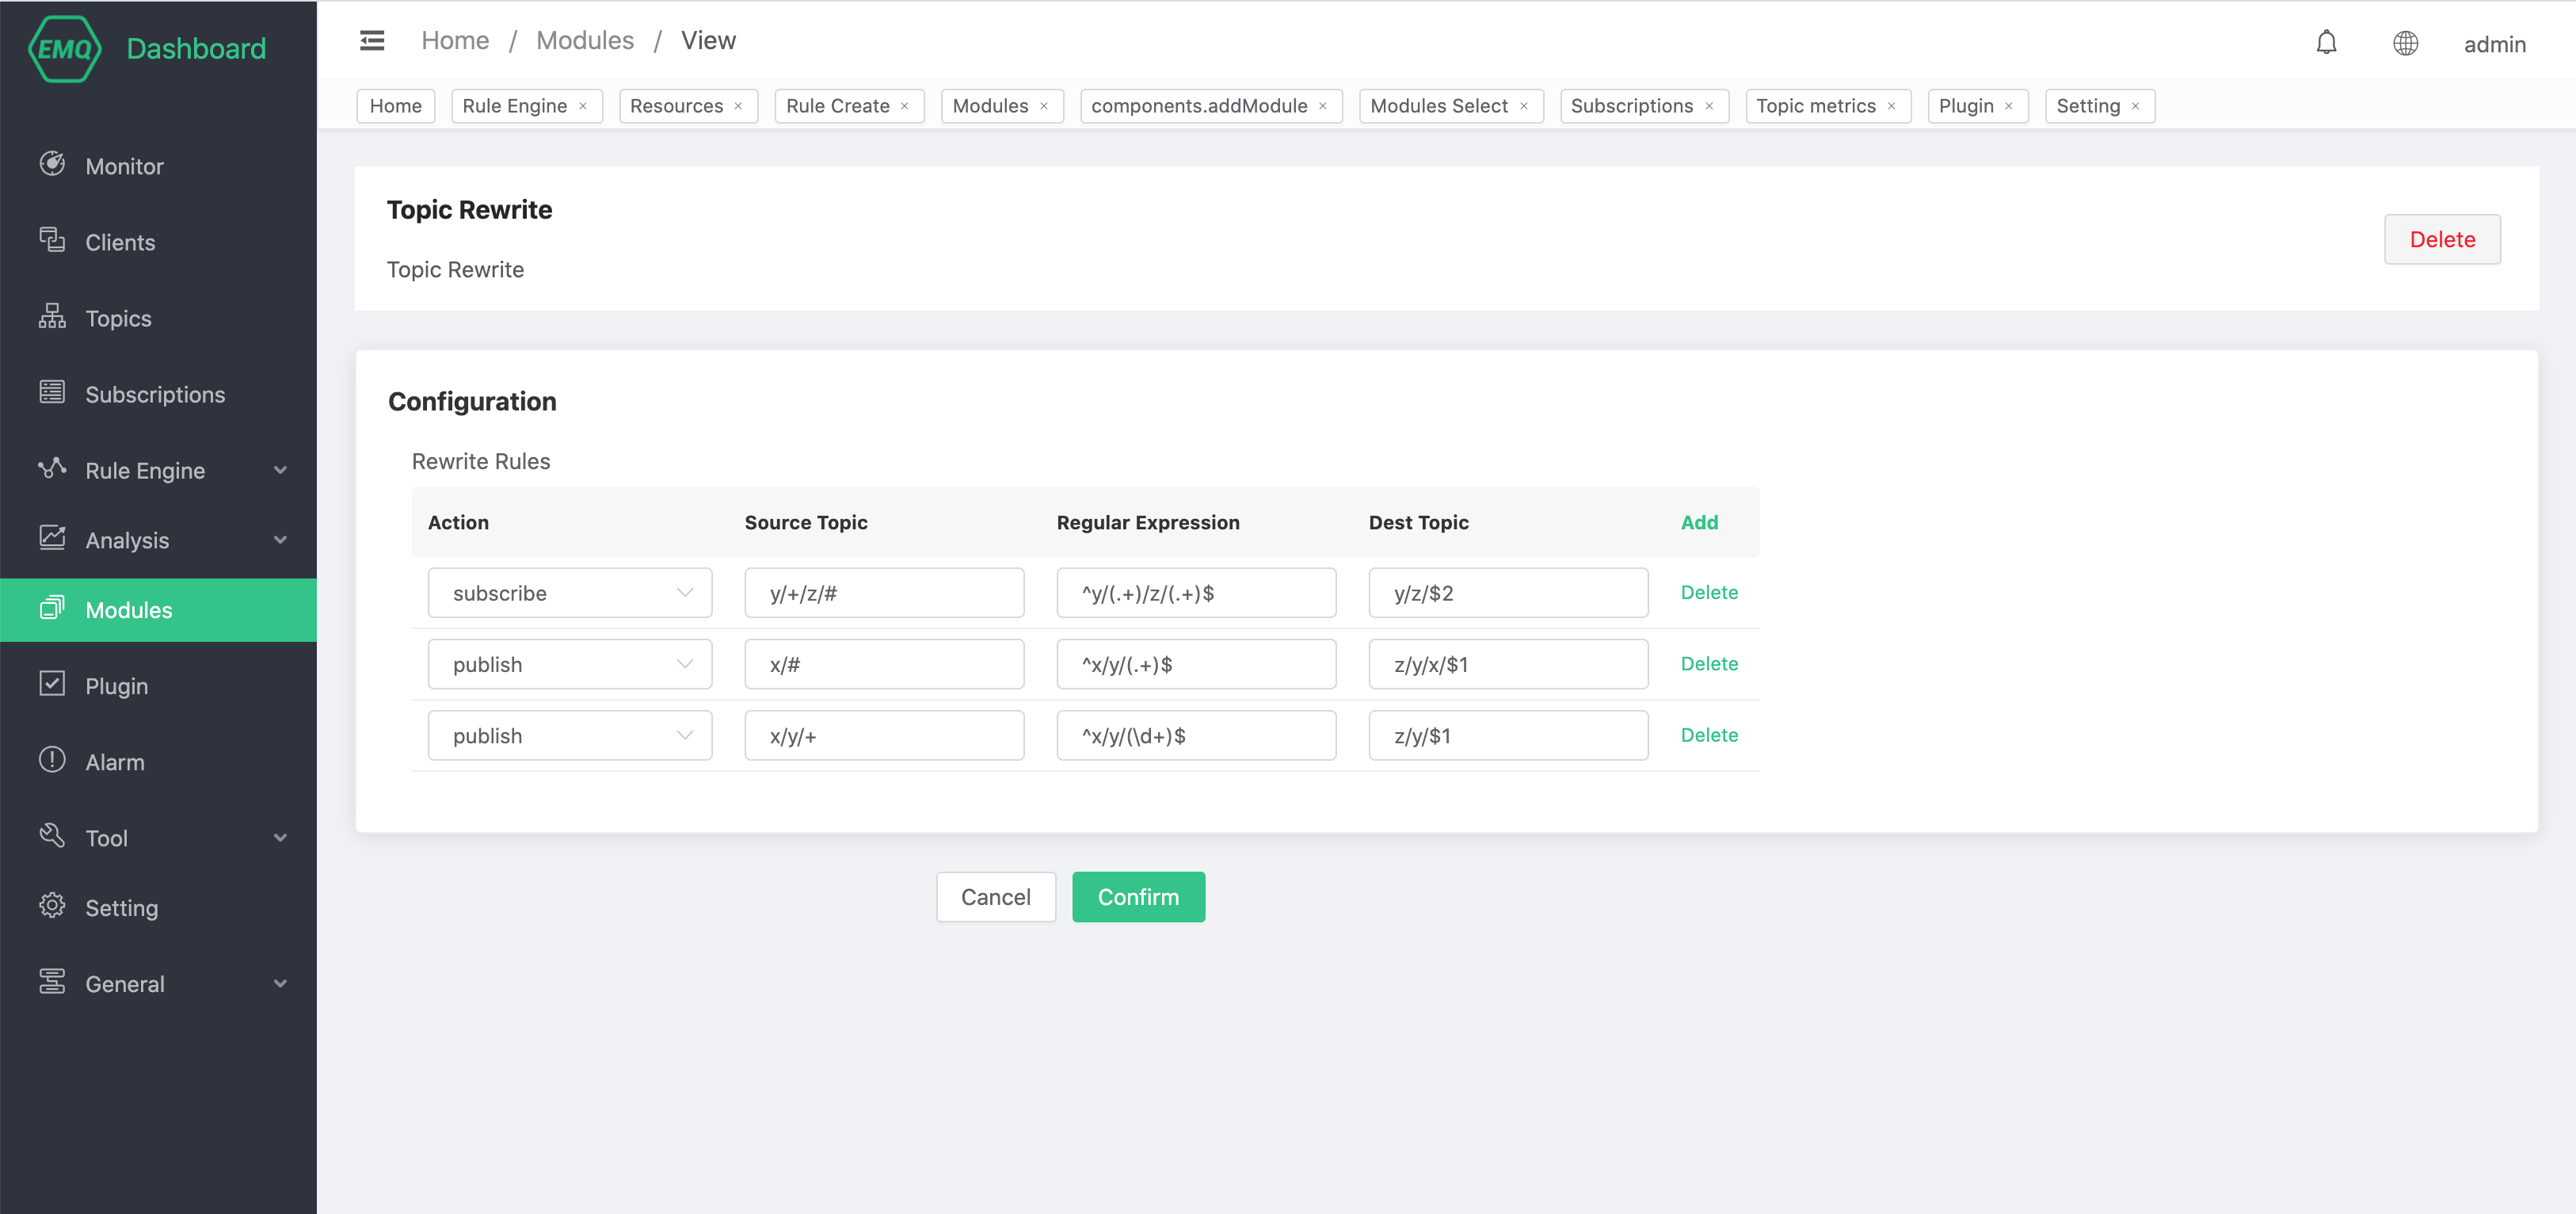 EMQ Dashboard
Monitor
Clients
Topics
Subscriptions
Rule Engine
Analysis
Modules
Plugin
Alarm
Tool
Setting
General
Home / Modules / View
admin
Home
Rule Engine ×
Resources ×
Rule Create ×
Modules ×
components.addModule ×
Modules Select ×
Subscriptions ×
Topic metrics ×
Plugin ×
Setting ×
Topic Rewrite
Topic Rewrite
Delete
Configuration
Rewrite Rules
Action Source Topic Regular Expression Dest Topic Add
subscribe y/+/z/# ^y/(.+)/z/(.+)$ y/z/$2 Delete
publish x/# ^x/y/(.+)$ z/y/x/$1 Delete
publish x/y/+ ^x/y/(\d+)$ z/y/$1 Delete
Cancel Confirm